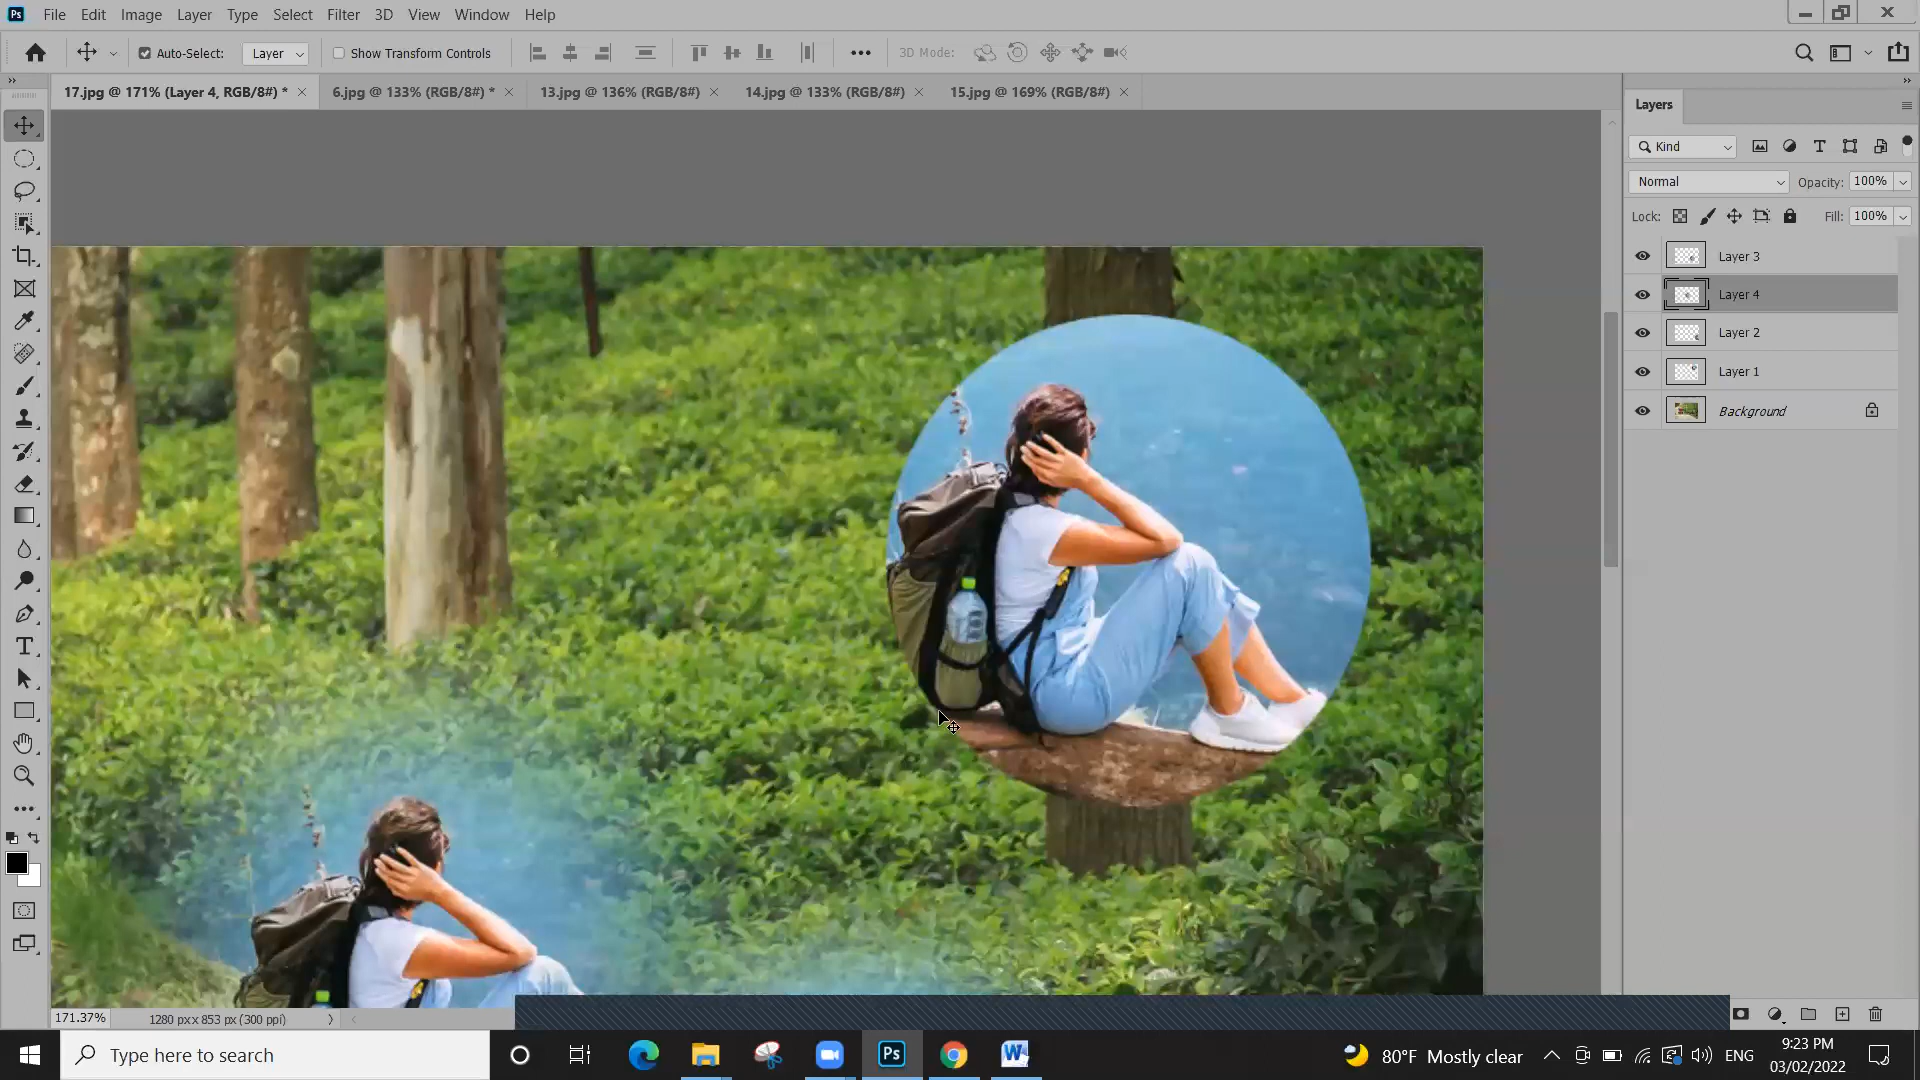 Ps File Edit Image Layer Type Select Filter 3D View Window Help
Auto-Select: Layer Show Transform Controls 3D Mode:
17.jpg @ 171% (Layer 4, RGB/8#) * 6.jpg @ 133% (RGB/8#) * 13.jpg @ 136% (RGB/8#) 14.jpg @ 133% (RGB/8#) 15.jpg @ 169% (RGB/8#)
Layers
Kind
Normal Opacity: 100%
Lock: Fill: 100%
Layer 3
Layer 4
Layer 2
Layer 1
Background
171.37% 1280 px x 853 px (300 ppi)
Type here to search
Ps
W
80°F Mostly clear
ENG
9:23 PM
03/02/2022